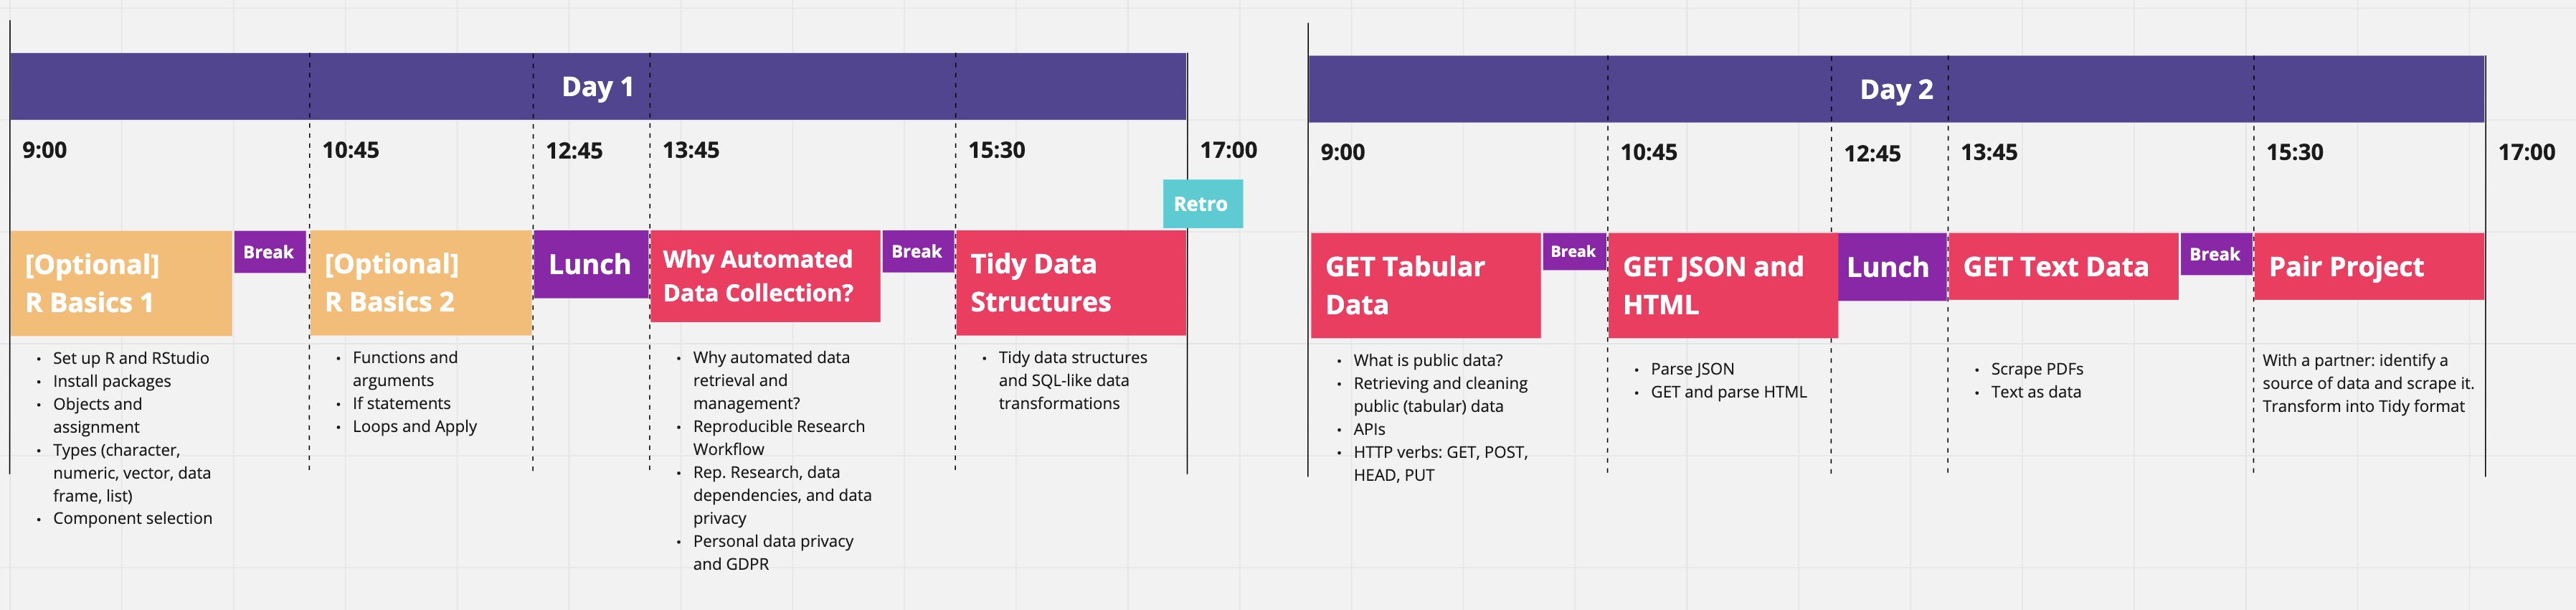 Day 1
9:00
10:45
12:45
13:45
15:30
17:00
Retro
[Optional]
R Basics 1
Break
[Optional]
R Basics 2
Lunch
Why Automated
Data Collection?
Break
Tidy Data
Structures
• Set up R and RStudio
• Install packages
• Objects and
assignment
• Types (character,
numeric, vector, data
frame, list)
• Component selection
• Functions and
arguments
• If statements
• Loops and Apply
• Why automated data
retrieval and
management?
• Reproducible Research
Workflow
• Rep. Research, data
dependencies, and data
privacy
• Personal data privacy
and GDPR
• Tidy data structures
and SQL-like data
transformations
Day 2
9:00
10:45
12:45
13:45
15:30
17:00
GET Tabular
Data
Break
GET JSON and
HTML
Lunch
GET Text Data
Break
Pair Project
• What is public data?
• Retrieving and cleaning
public (tabular) data
• APIs
• HTTP verbs: GET, POST,
HEAD, PUT
• Parse JSON
• GET and parse HTML
• Scrape PDFs
• Text as data
With a partner: identify a
source of data and scrape it.
Transform into Tidy format